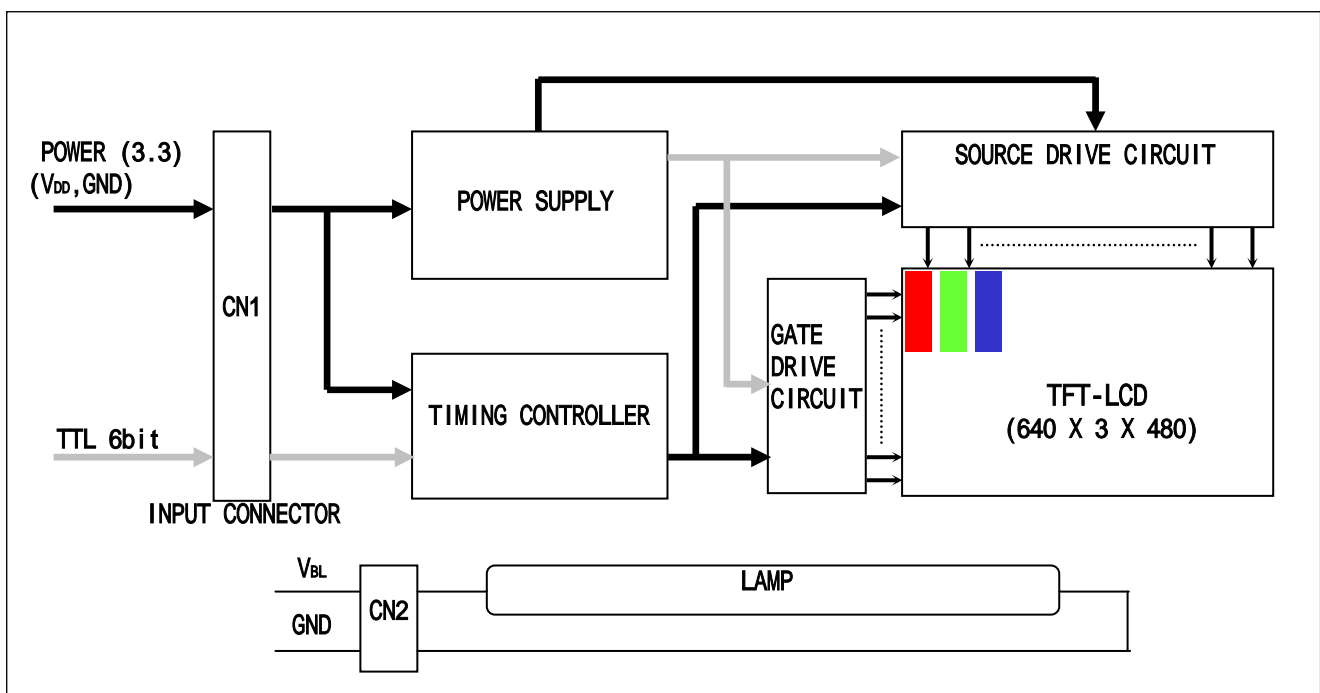 POWER (3.3)
(VDD,GND)
CN1
POWER SUPPLY
SOURCE DRIVE CIRCUIT
GATE
DRIVE
CIRCUIT
TIMING CONTROLLER
TFT-LCD
(640 X 3 X 480)
TTL 6bit
INPUT CONNECTOR
VBL
GND
CN2
LAMP